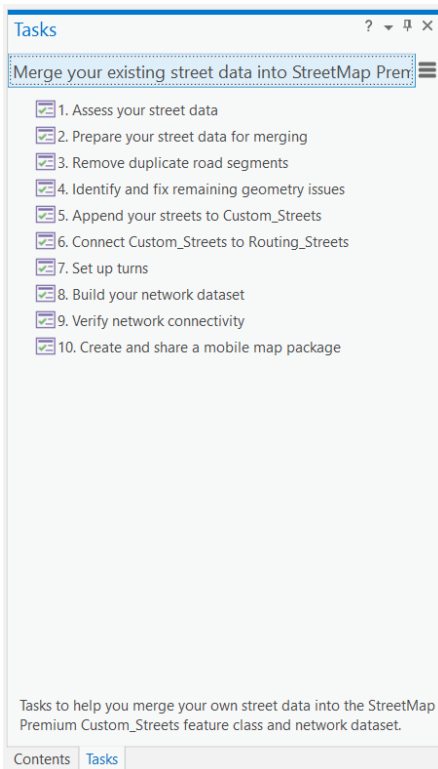 Tasks
?
Merge your existing street data into StreetMap Prem
1. Assess your street data
2. Prepare your street data for merging
3. Remove duplicate road segments
4. Identify and fix remaining geometry issues
5. Append your streets to Custom_Streets
6. Connect Custom_Streets to Routing_Streets
7. Set up turns
8. Build your network dataset
9. Verify network connectivity
10. Create and share a mobile map package
Tasks to help you merge your own street data into the StreetMap
Premium Custom_Streets feature class and network dataset.
Contents Tasks